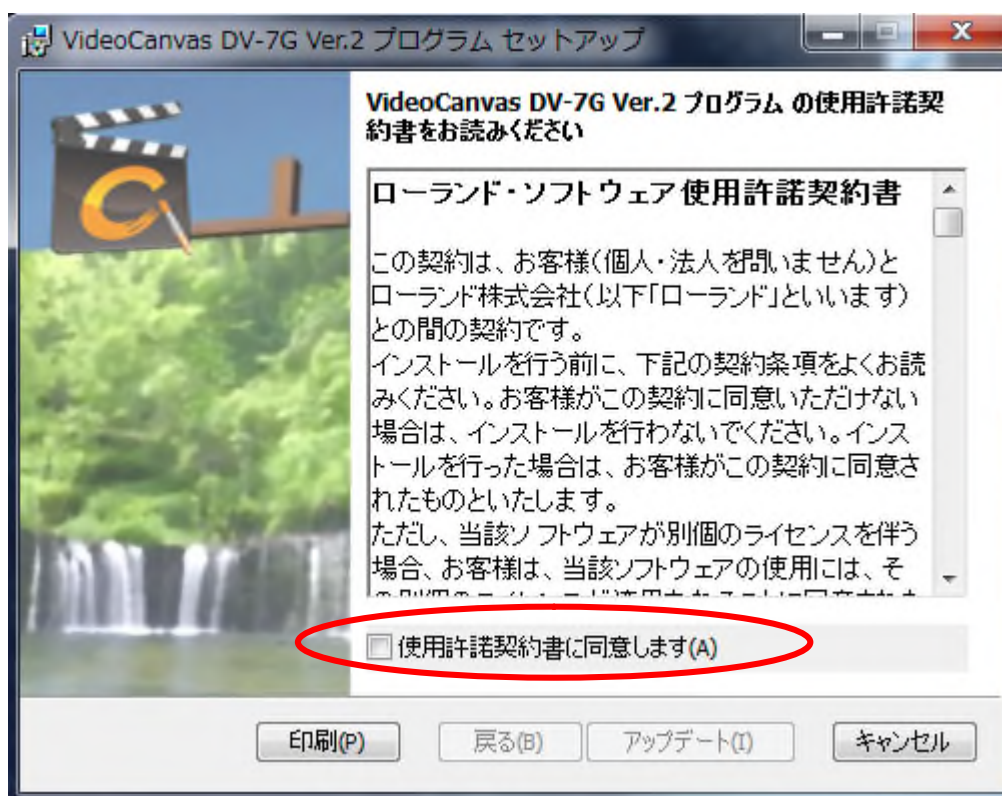 VideoCanvas DV-7G Ver.2 プログラム セットアップ
VideoCanvas DV-7G Ver.2 プログラム の使用許諾契
約書をお読みください
ローランド・ソフトウェア使用許諾契約書
この契約は、お客様(個人・法人を問いません)と
ローランド株式会社(以下「ローランド」といいます)
との間の契約です。
インストールを行う前に、下記の契約条項をよくお読
みください。お客様がこの契約に同意いただけない
場合は、インストールを行わないでください。インス
トールを行った場合は、お客様がこの契約に同意さ
れたものといたします。
ただし、当該ソフトウェアが別個のライセンスを伴う
場合、お客様は、当該ソフトウェアの使用には、そ
使用許諾契約書に同意します(A)
印刷(P)
戻る(B)
アップデート(I)
キャンセル